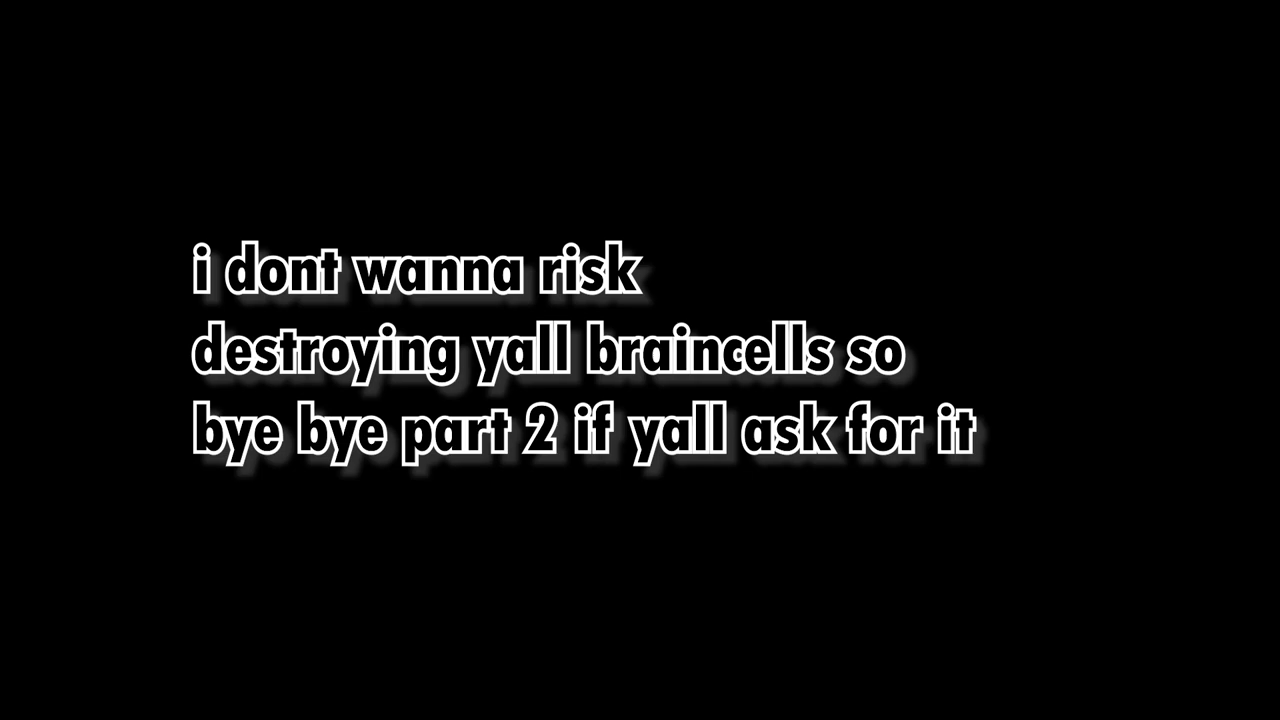 i dont wanna risk
destroying yall braincells so
bye bye part 2 if yall ask for it